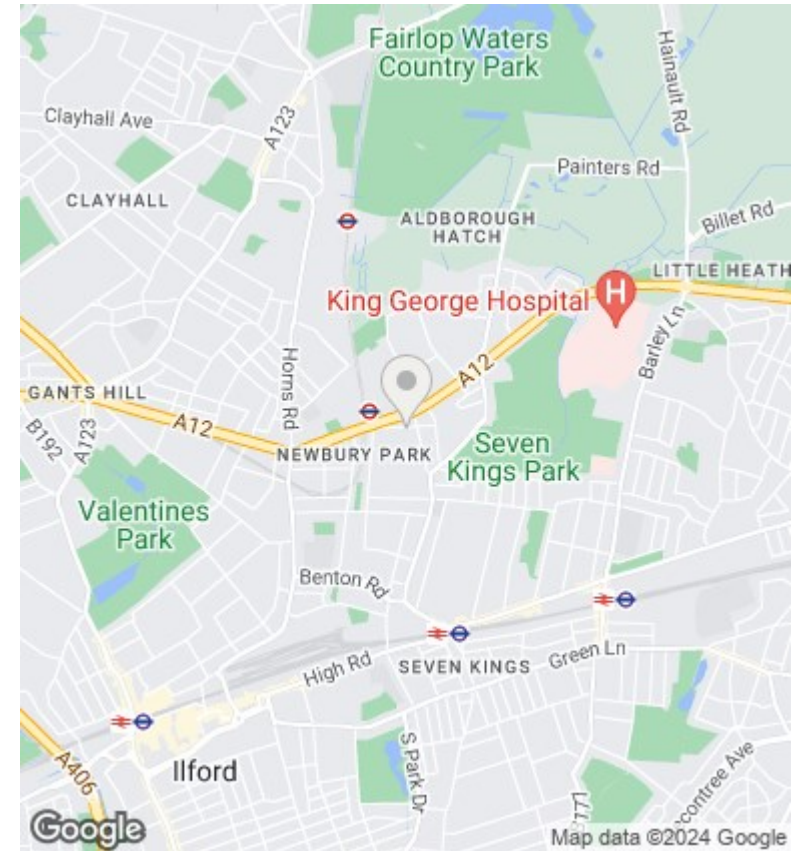 Fairlop Waters
Country Park
Hainault Rd
Clayhall Ave
A123
Painters Rd
CLAYHALL
ALDBOROUGH
HATCH
Billet Rd
LITTLE HEATH
King George Hospital
H
Barley Ln
Horns Rd
A12
GANTS HILL
A12
B192
A123
NEWBURY PARK
Seven
Kings Park
Valentines
Park
Benton Rd
High Rd
SEVEN KINGS
Green Ln
S Park Dr
A406
Ilford
Google
Map data ©2024 Google